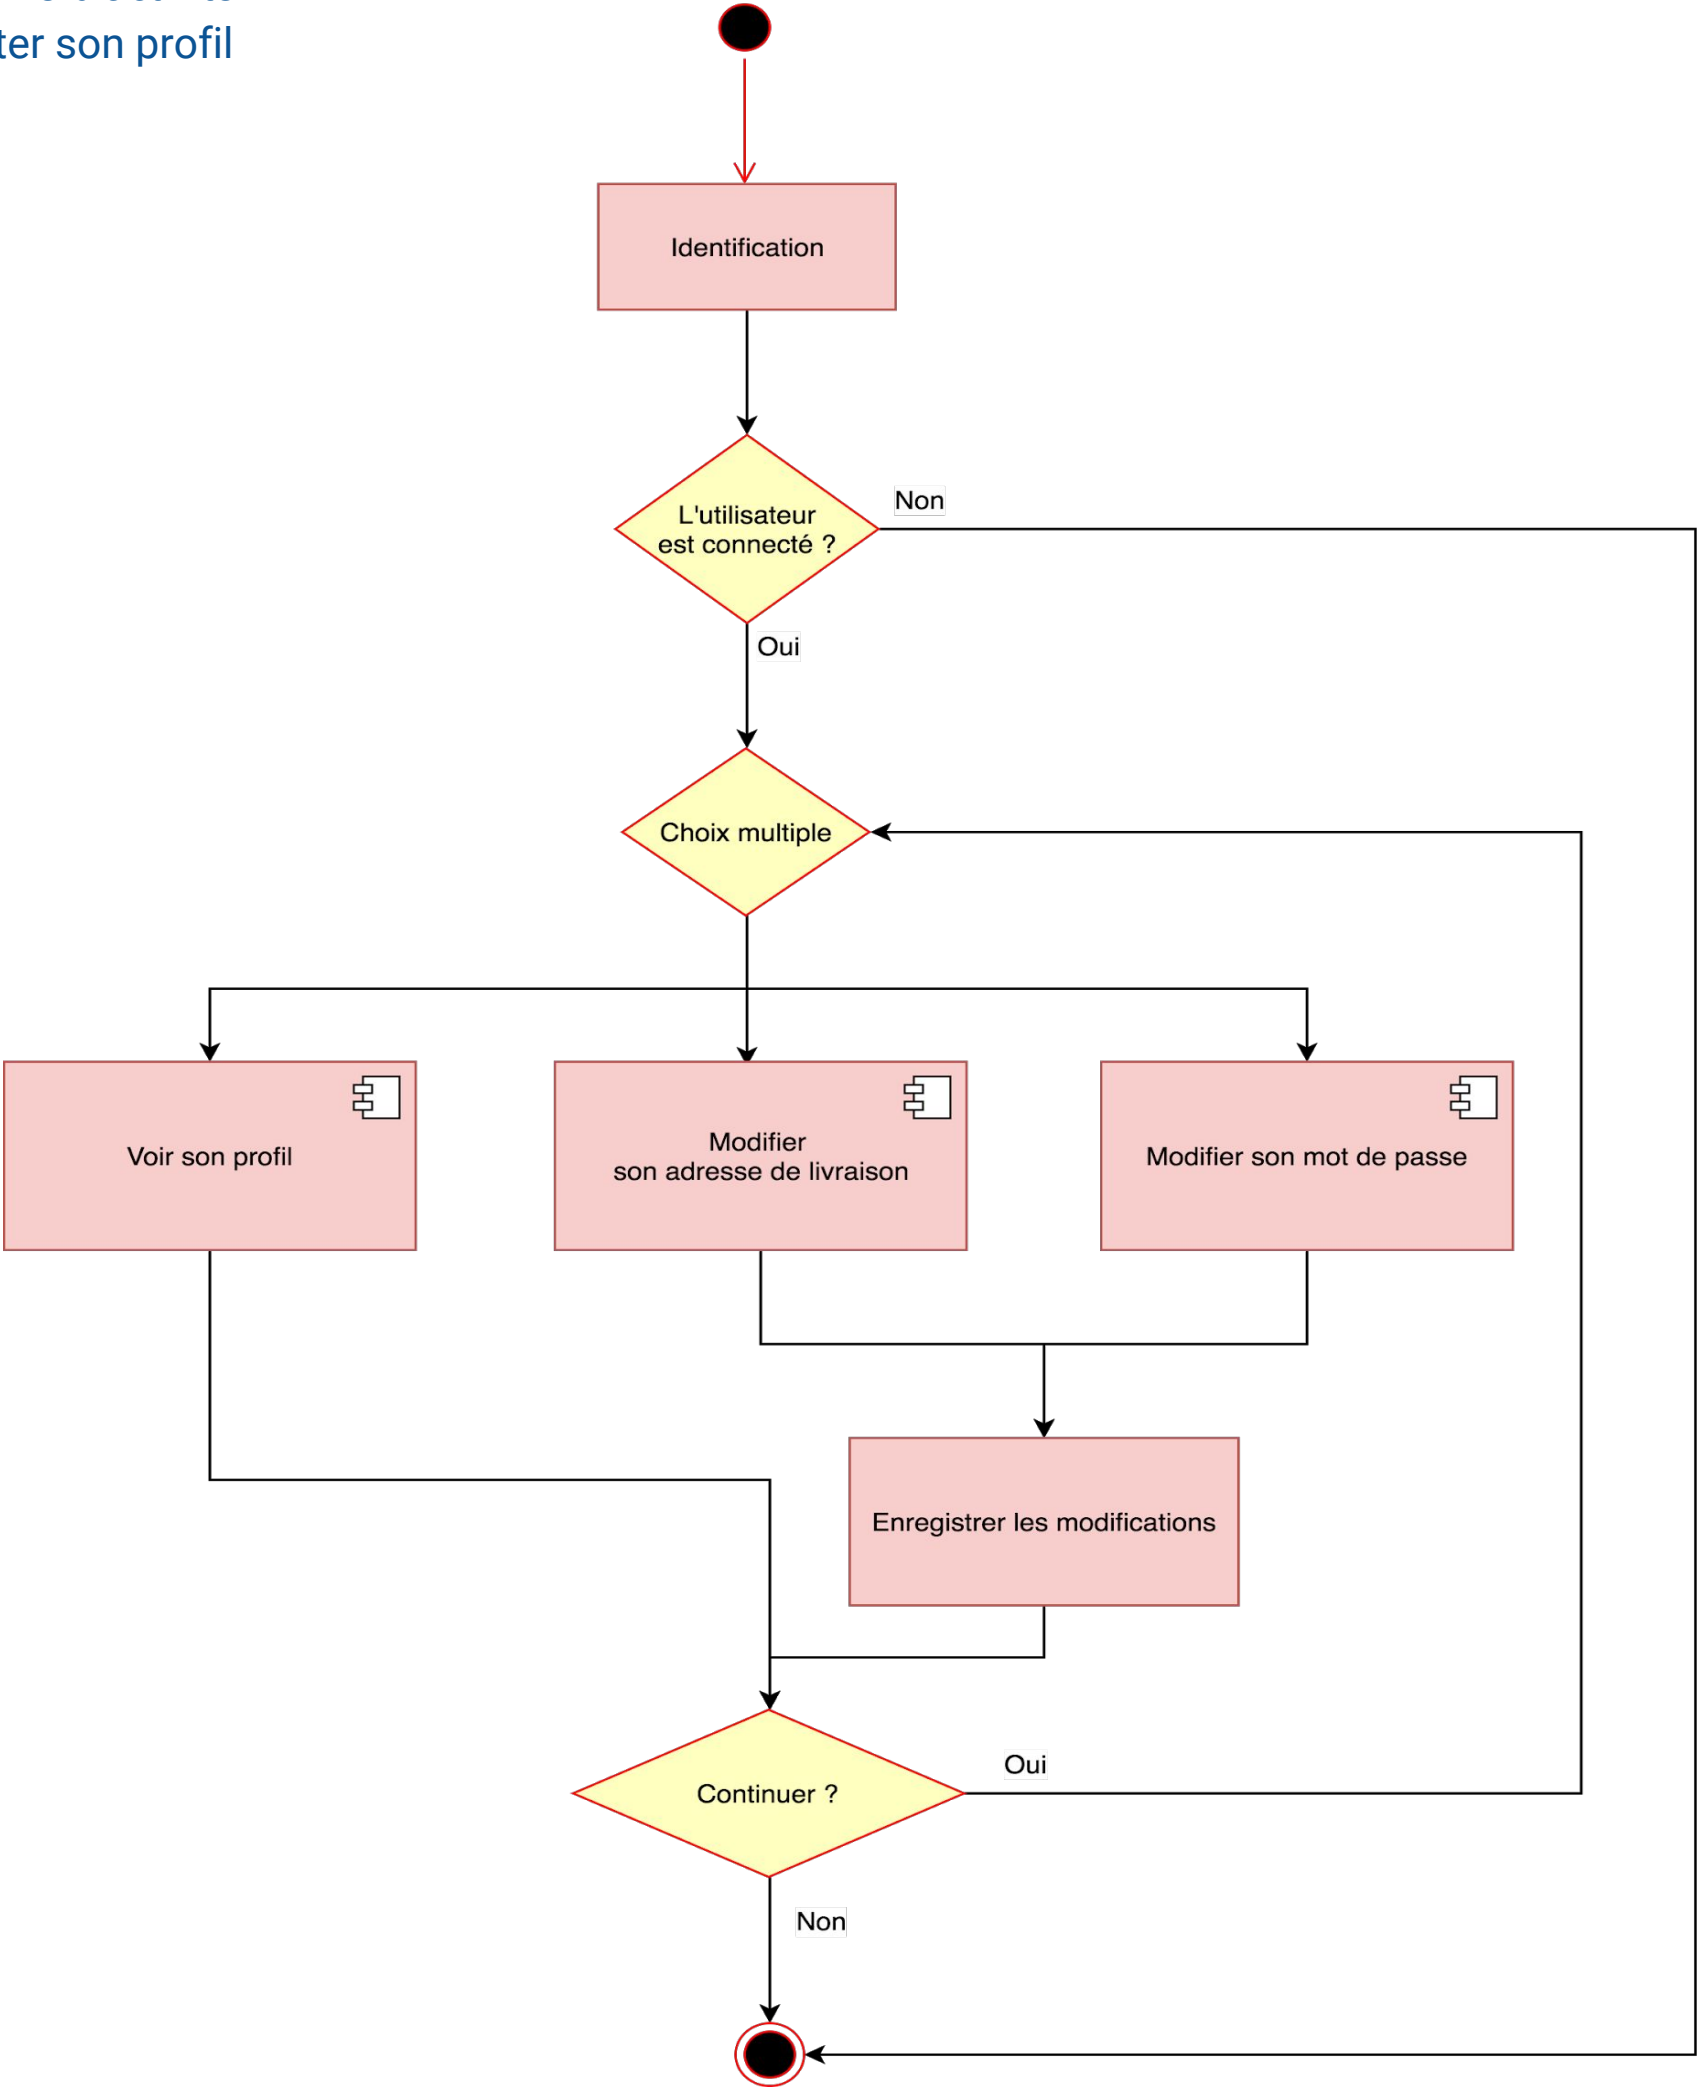 ter son profil
Identification
L'utilisateur
est connecté ?
Non
Oui
Choix multiple
Voir son profil
Modifier
son adresse de livraison
Modifier son mot de passe
Enregistrer les modifications
Continuer ?
Oui
Non